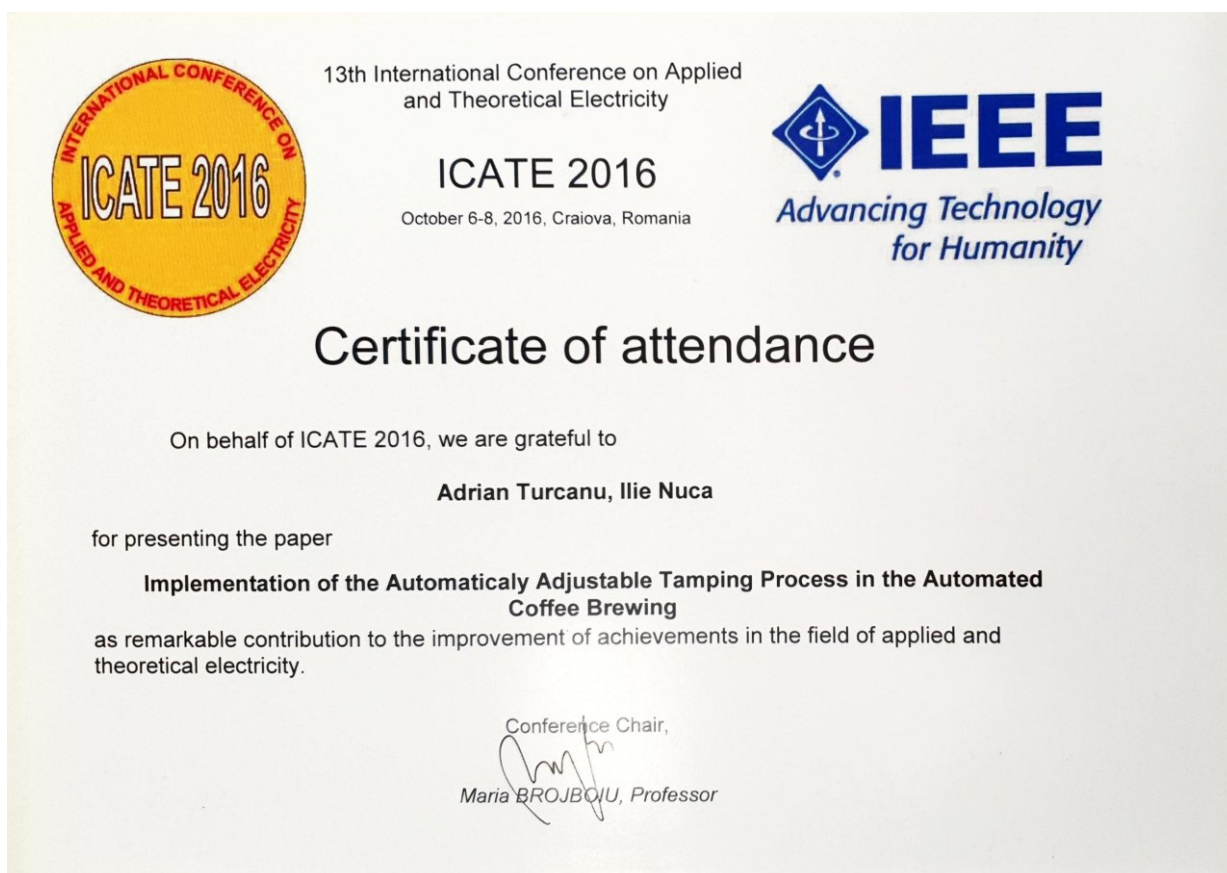 INTERNATIONAL CONFERENCE ON
ICATE 2016
APPLIED AND THEORETICAL ELECTRICITY
13th International Conference on Applied
and Theoretical Electricity
ICATE 2016
October 6-8, 2016, Craiova, Romania
IEEE
Advancing Technology
for Humanity
Certificate of attendance
On behalf of ICATE 2016, we are grateful to
Adrian Turcanu, Ilie Nuca
for presenting the paper
Implementation of the Automaticaly Adjustable Tamping Process in the Automated
Coffee Brewing
as remarkable contribution to the improvement of achievements in the field of applied and
theoretical electricity.
Conference Chair,
Maria BROJBOIU, Professor